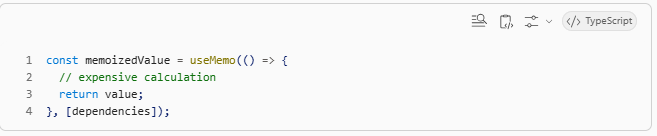 </> TypeScript
1 const memoizedValue = useMemo(() => {
2   // expensive calculation
3   return value;
4 }, [dependencies]);